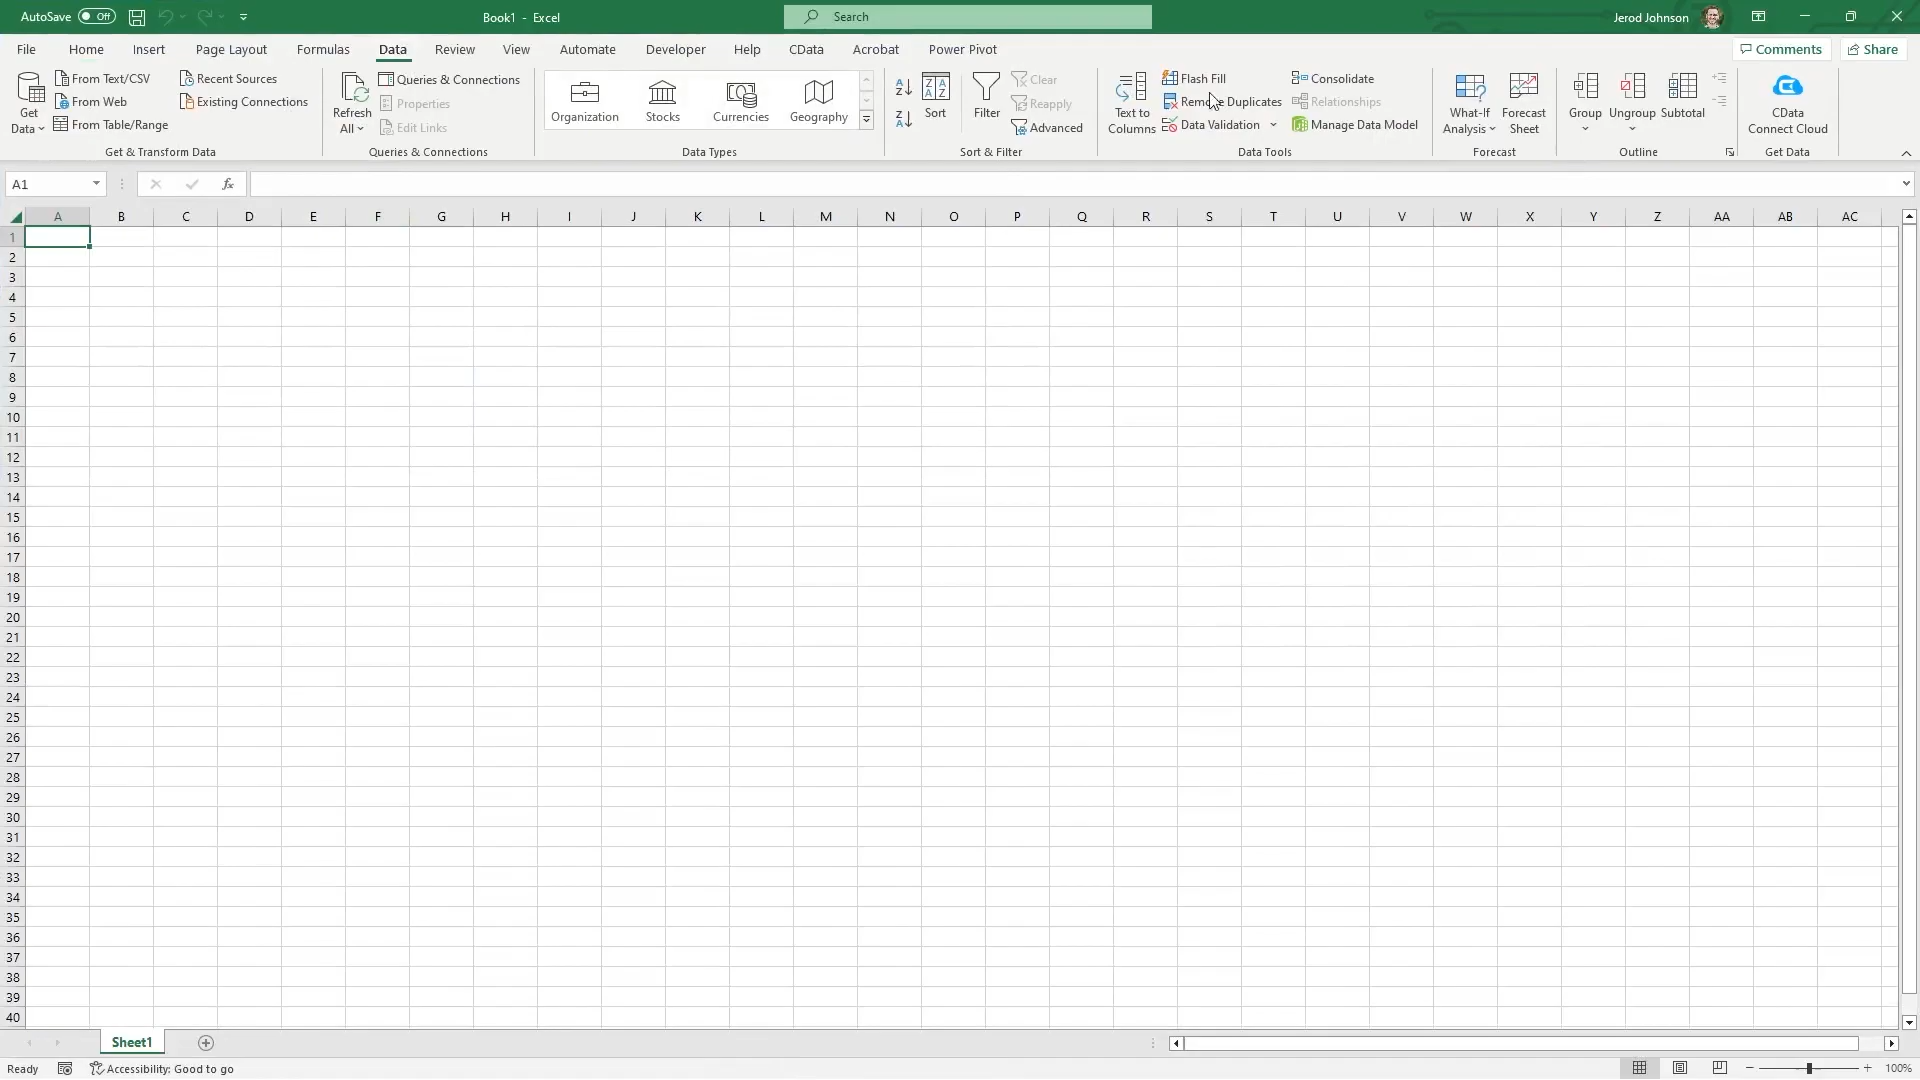 AutoSave Off Book1 - Excel Search Jerod Johnson
File Home Insert Page Layout Formulas Data Review View Automate Developer Help CData Acrobat Power Pivot Comments Share
Get Data
From Text/CSV
From Web
From Table/Range
Recent Sources
Existing Connections
Get & Transform Data
Refresh All
Queries & Connections
Properties
Edit Links
Queries & Connections
Organization Stocks Currencies Geography
Data Types
Sort
Filter
Clear
Reapply
Advanced
Sort & Filter
Text to Columns
Flash Fill
Remove Duplicates
Data Validation
Consolidate
Relationships
Manage Data Model
Data Tools
What-If Analysis
Forecast Sheet
Forecast
Group Ungroup Subtotal
Outline
CData Connect Cloud
Get Data
A1 fx
A B C D E F G H I J K L M N O P Q R S T U V W X Y Z AA AB AC
1
2
3
4
5
6
7
8
9
10
11
12
13
14
15
16
17
18
19
20
21
22
23
24
25
26
27
28
29
30
31
32
33
34
35
36
37
38
39
40
Sheet1
Ready Accessibility: Good to go 100%